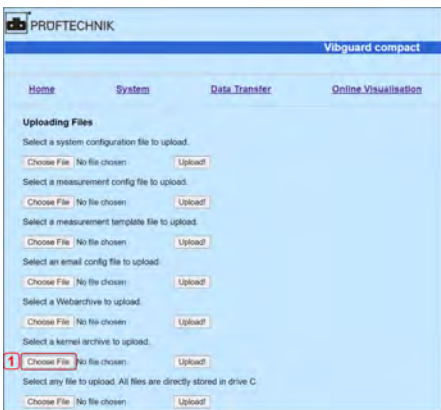 PRÜFTECHNIK
Vibguard compact
Home System Data Transfer Online Visualisation
Uploading Files
Select a system configuration file to upload.
Choose File No file chosen Upload!
Select a measurement config file to upload.
Choose File No file chosen Upload!
Select a measurement template file to upload.
Choose File No file chosen Upload!
Select an email config file to upload.
Choose File No file chosen Upload!
Select a Webarchive to upload.
Choose File No file chosen Upload!
Select a kernel archive to upload.
1 Choose File No file chosen Upload!
Select any file to upload. All files are directly stored in drive C.
Choose File No file chosen Upload!